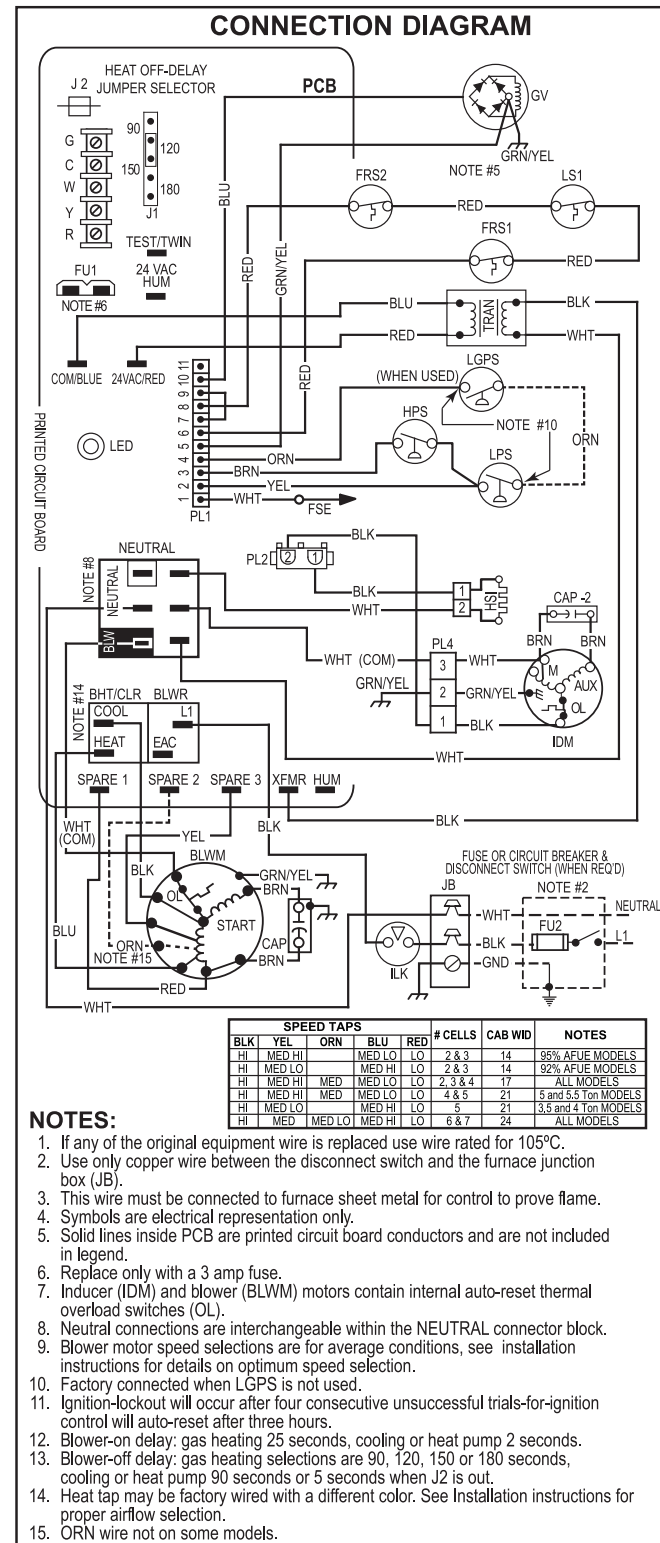 CONNECTION DIAGRAM
J 2
HEAT OFF-DELAY
JUMPER SELECTOR
PCB
GV
GRN/YEL
NOTE #5
90
120
150
180
J1
G
C
W
Y
R
BLU
RED
GRN/YEL
FRS2
LS1
RED
FRS1
RED
TEST/TWIN
24 VAC
HUM
FU1
NOTE #6
BLU
RED
TRAN
BLK
WHT
COM/BLUE
24VAC/RED
RED
LGPS
(WHEN USED)
NOTE #10
ORN
HPS
LPS
PRINTED CIRCUIT BOARD
LED
1 2 3 4 5 6 7 8 9 10 11
PL1
ORN
BRN
YEL
WHT
FSE
BLK
NEUTRAL
NOTE #8
NEUTRAL
BLW
PL2
2
1
BLK
WHT
1
2
HSI
CAP -2
BRN
BRN
PL4
WHT (COM)
3
WHT
GRN/YEL
2
GRN/YEL
1
BLK
M
AUX
OL
IDM
WHT
NOTE #14
BHT/CLR
BLWR
COOL
L1
HEAT
EAC
SPARE 1
SPARE 2
SPARE 3
XFMR
HUM
BLK
WHT
(COM)
YEL
BLK
BLWM
BLK
GRN/YEL
BRN
OL
START
CAP
BRN
BLU
ORN
NOTE #15
RED
WHT
FUSE OR CIRCUIT BREAKER &
DISCONNECT SWITCH (WHEN REQ'D)
JB
NOTE #2
WHT
NEUTRAL
FU2
BLK
L1
GND
ILK
SPEED TAPS # CELLS CAB WID NOTES
BLK YEL ORN BLU RED
HI MED HI MED LO LO 2 & 3 14 95% AFUE MODELS
HI MED LO MED HI LO 2 & 3 14 92% AFUE MODELS
HI MED HI MED MED LO LO 2, 3 & 4 17 ALL MODELS
HI MED HI MED MED LO LO 4 & 5 21 5 and 5.5 Ton MODELS
HI MED LO MED HI LO 5 21 3,5 and 4 Ton MODELS
HI MED MED LO MED HI LO 6 & 7 24 ALL MODELS
NOTES:
1. If any of the original equipment wire is replaced use wire rated for 105ºC.
2. Use only copper wire between the disconnect switch and the furnace junction
box (JB).
3. This wire must be connected to furnace sheet metal for control to prove flame.
4. Symbols are electrical representation only.
5. Solid lines inside PCB are printed circuit board conductors and are not included
in legend.
6. Replace only with a 3 amp fuse.
7. Inducer (IDM) and blower (BLWM) motors contain internal auto-reset thermal
overload switches (OL).
8. Neutral connections are interchangeable within the NEUTRAL connector block.
9. Blower motor speed selections are for average conditions, see installation
instructions for details on optimum speed selection.
10. Factory connected when LGPS is not used.
11. Ignition-lockout will occur after four consecutive unsuccessful trials-for-ignition
control will auto-reset after three hours.
12. Blower-on delay: gas heating 25 seconds, cooling or heat pump 2 seconds.
13. Blower-off delay: gas heating selections are 90, 120, 150 or 180 seconds,
cooling or heat pump 90 seconds or 5 seconds when J2 is out.
14. Heat tap may be factory wired with a different color. See Installation instructions for
proper airflow selection.
15. ORN wire not on some models.